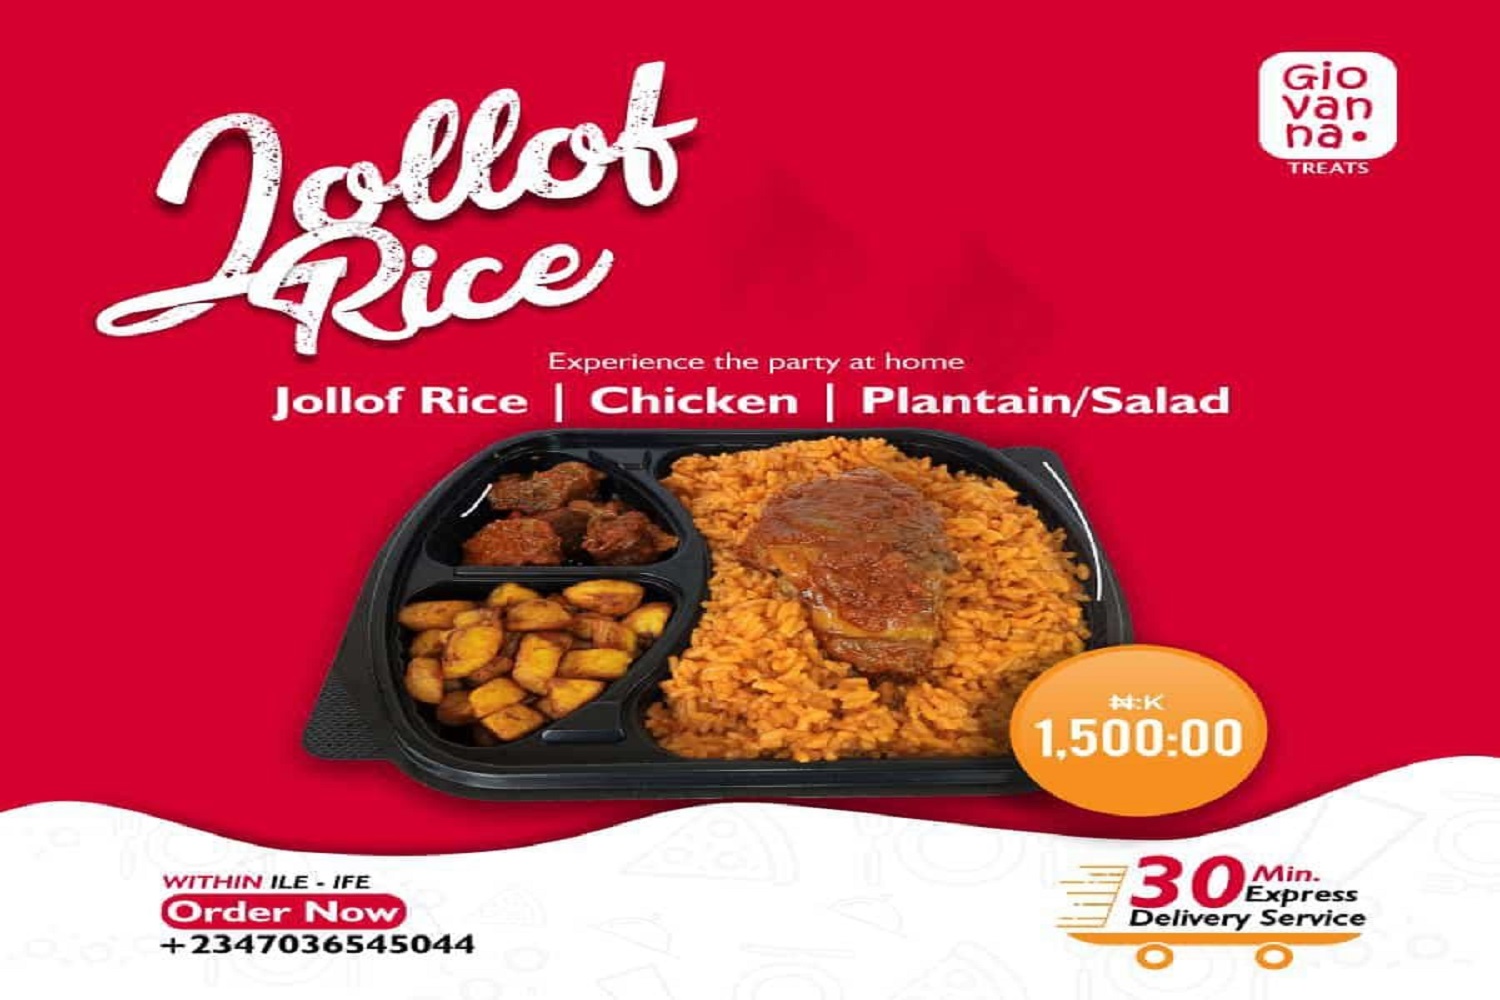 Jollof
Rice
Gio
van
na.
TREATS
Experience the party at home
Jollof Rice | Chicken | Plantain/Salad
₦:K
1,500:00
WITHIN ILE - IFE
Order Now
+2347036545044
30 Min.
Express
Delivery Service